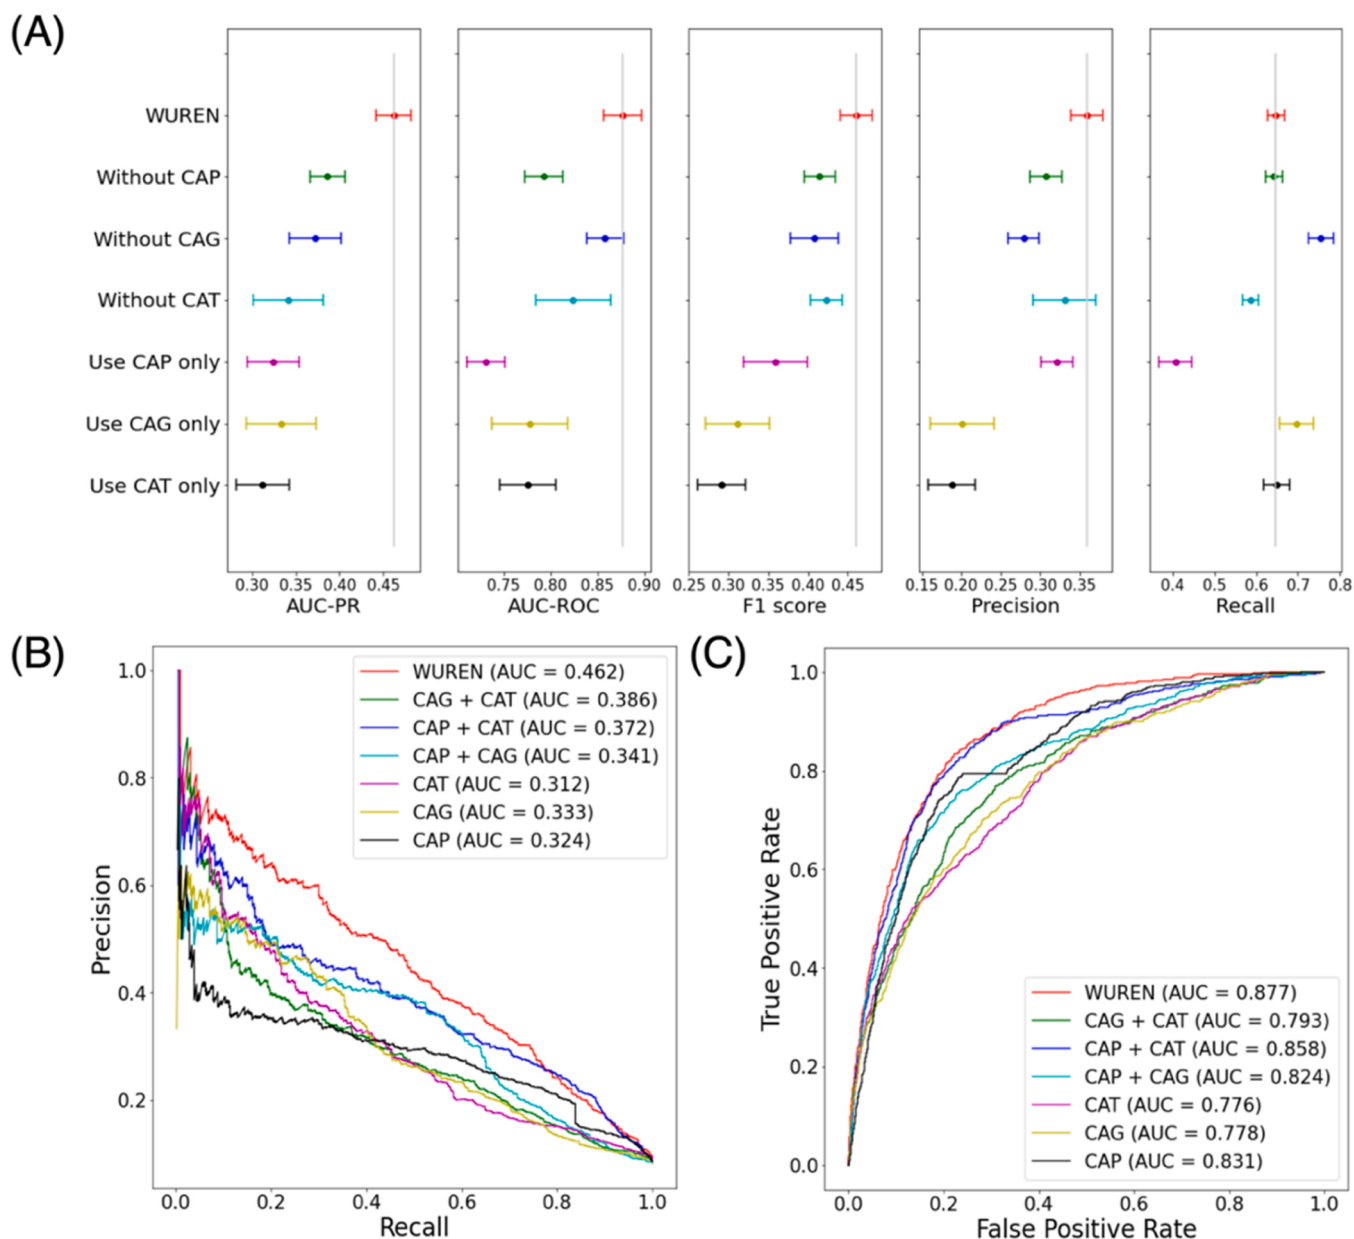 (A)
WUREN
Without CAP
Without CAG
Without CAT
Use CAP only
Use CAG only
Use CAT only
0.30 0.35 0.40 0.45
AUC-PR
0.75 0.80 0.85 0.90
AUC-ROC
0.25 0.30 0.35 0.40 0.45
F1 score
0.15 0.20 0.25 0.30 0.35
Precision
0.4 0.5 0.6 0.7 0.8
Recall
(B)
1.0
0.8
0.6
0.4
0.2
Precision
WUREN (AUC = 0.462)
CAG + CAT (AUC = 0.386)
CAP + CAT (AUC = 0.372)
CAP + CAG (AUC = 0.341)
CAT (AUC = 0.312)
CAG (AUC = 0.333)
CAP (AUC = 0.324)
0.0 0.2 0.4 0.6 0.8 1.0
Recall
(C)
1.0
0.8
0.6
0.4
0.2
0.0
True Positive Rate
WUREN (AUC = 0.877)
CAG + CAT (AUC = 0.793)
CAP + CAT (AUC = 0.858)
CAP + CAG (AUC = 0.824)
CAT (AUC = 0.776)
CAG (AUC = 0.778)
CAP (AUC = 0.831)
0.0 0.2 0.4 0.6 0.8 1.0
False Positive Rate